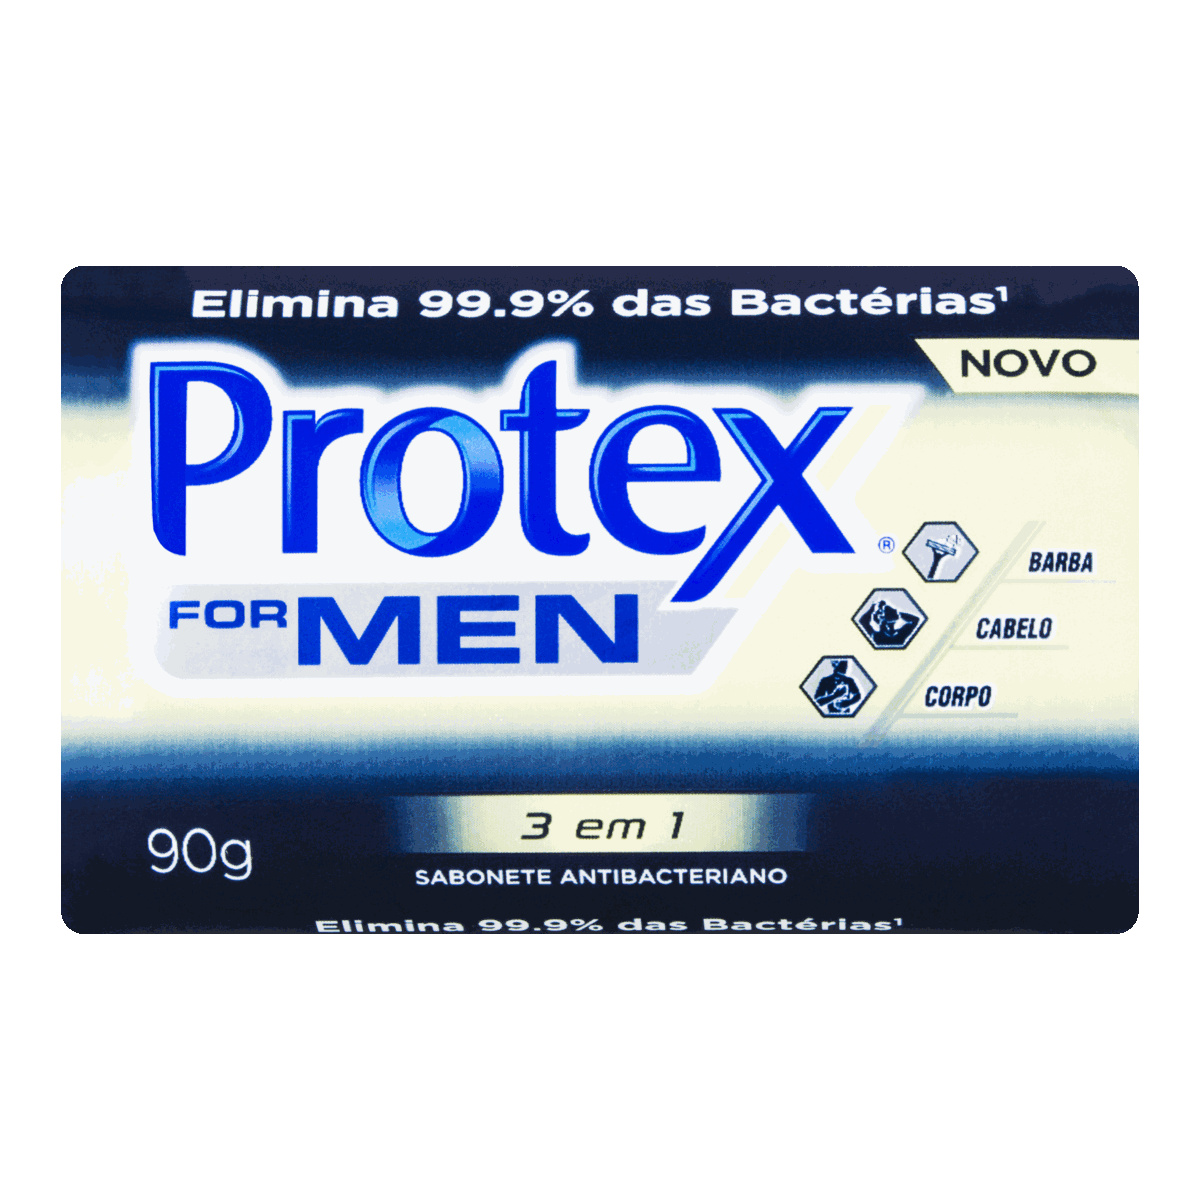 Elimina 99.9% das Bactérias¹
NOVO
Protex®
FOR MEN
BARBA
CABELO
CORPO
3 em 1
90g
SABONETE ANTIBACTERIANO
Elimina 99.9% das Bactérias¹